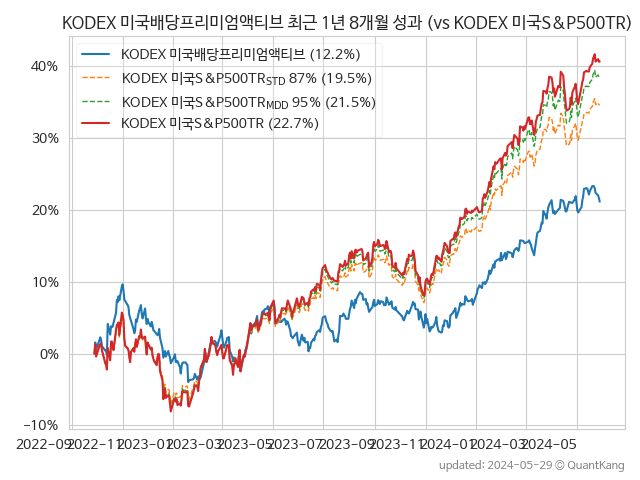 KODEX 미국배당프리미엄액티브 최근 1년 8개월 성과 (vs KODEX 미국S&P500TR)
KODEX 미국배당프리미엄액티브 (12.2%)
KODEX 미국S&P500TR STD 87% (19.5%)
KODEX 미국S&P500TR MDD 95% (21.5%)
KODEX 미국S&P500TR (22.7%)
40%
30%
20%
10%
0%
−10%
2022-09 2022-11 2023-01 2023-03 2023-05 2023-07 2023-09 2023-11 2024-01 2024-03 2024-05
updated: 2024-05-29 © QuantKang